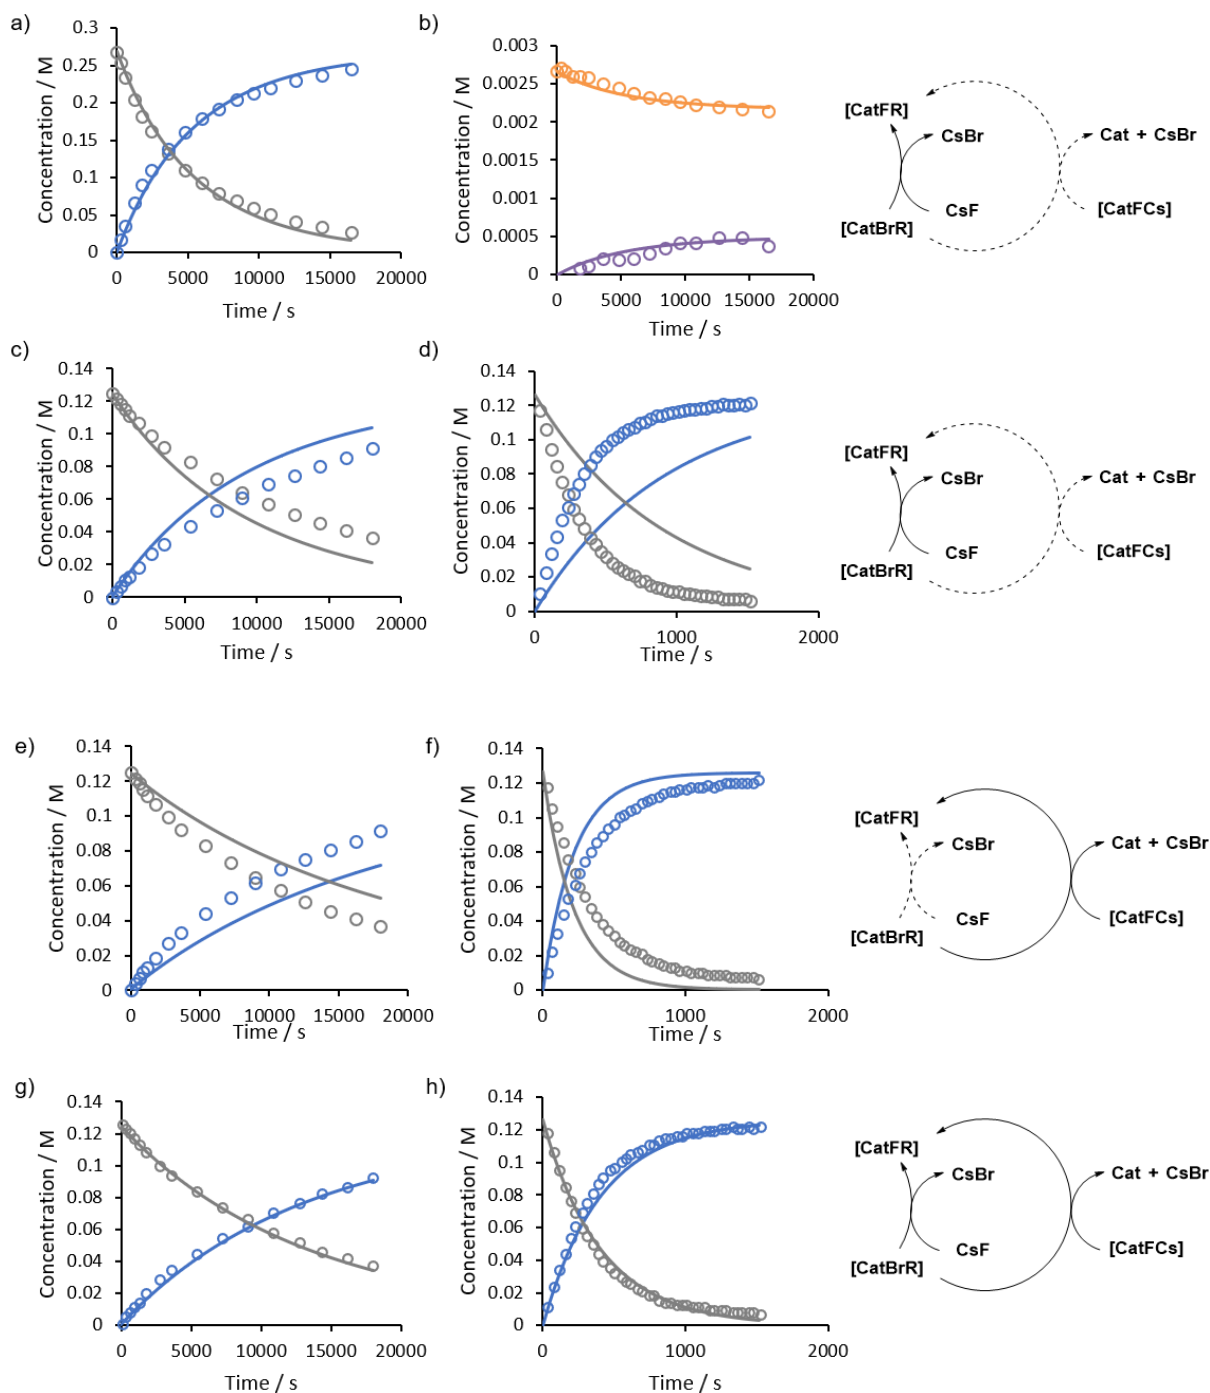 a)
0.3
0.25
0.2
0.15
0.1
0.05
0
Concentration / M
0 5000 10000 15000 20000
Time / s
b)
0.003
0.0025
0.002
0.0015
0.001
0.0005
0
Concentration / M
0 5000 10000 15000 20000
Time / s
[CatFR]
CsBr
Cat + CsBr
CsF
[CatFCs]
[CatBrR]
c)
0.14
0.12
0.1
0.08
0.06
0.04
0.02
0
Concentration / M
0 5000 10000 15000 20000
Time / s
d)
0.14
0.12
0.1
0.08
0.06
0.04
0.02
0
Concentration / M
0 1000 2000
Time / s
[CatFR]
CsBr
Cat + CsBr
CsF
[CatFCs]
[CatBrR]
e)
0.14
0.12
0.1
0.08
0.06
0.04
0.02
0
Concentration / M
0 5000 10000 15000 20000
Time / s
f)
0.14
0.12
0.1
0.08
0.06
0.04
0.02
0
Concentration / M
0 1000 2000
Time / s
[CatFR]
CsBr
Cat + CsBr
CsF
[CatFCs]
[CatBrR]
g)
0.14
0.12
0.1
0.08
0.06
0.04
0.02
0
Concentration / M
0 5000 10000 15000 20000
Time / s
h)
0.14
0.12
0.1
0.08
0.06
0.04
0.02
0
Concentration / M
0 1000 2000
Time / s
[CatFR]
CsBr
Cat + CsBr
CsF
[CatFCs]
[CatBrR]